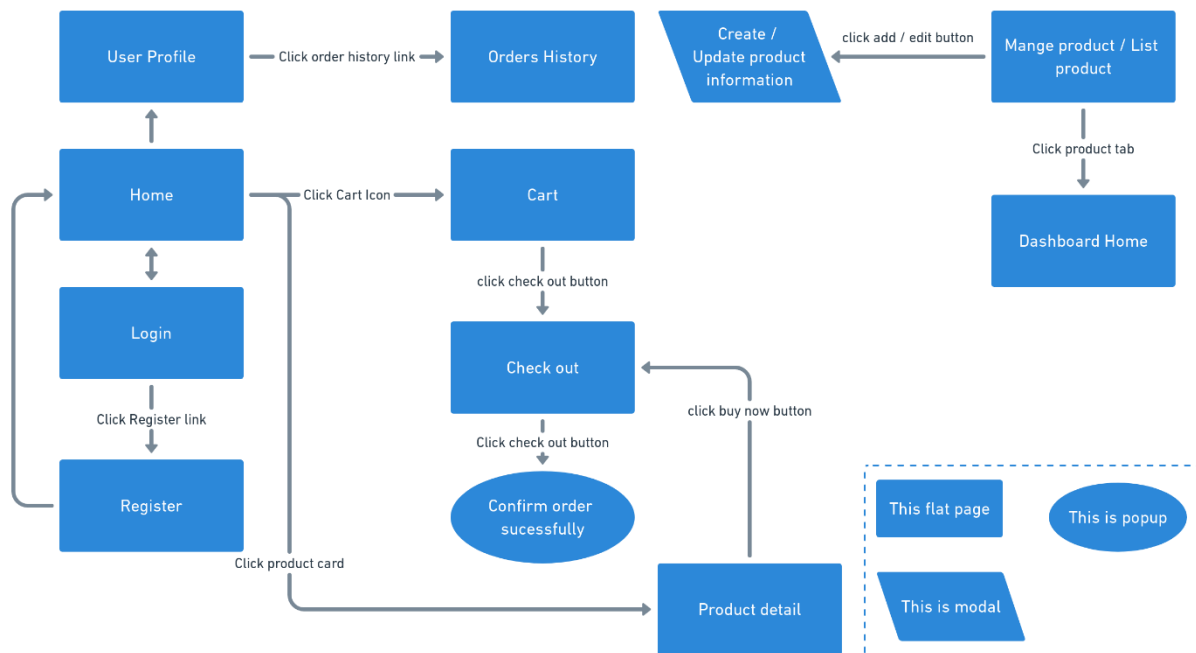 User Profile
Click order history link
Orders History
Create /
Update product
information
click add / edit button
Mange product / List
product
Click product tab
Home
Click Cart Icon
Cart
Dashboard Home
click check out button
Login
Check out
Click Register link
click buy now button
Click check out button
Register
Confirm order
sucessfully
This flat page
This is popup
Click product card
Product detail
This is modal